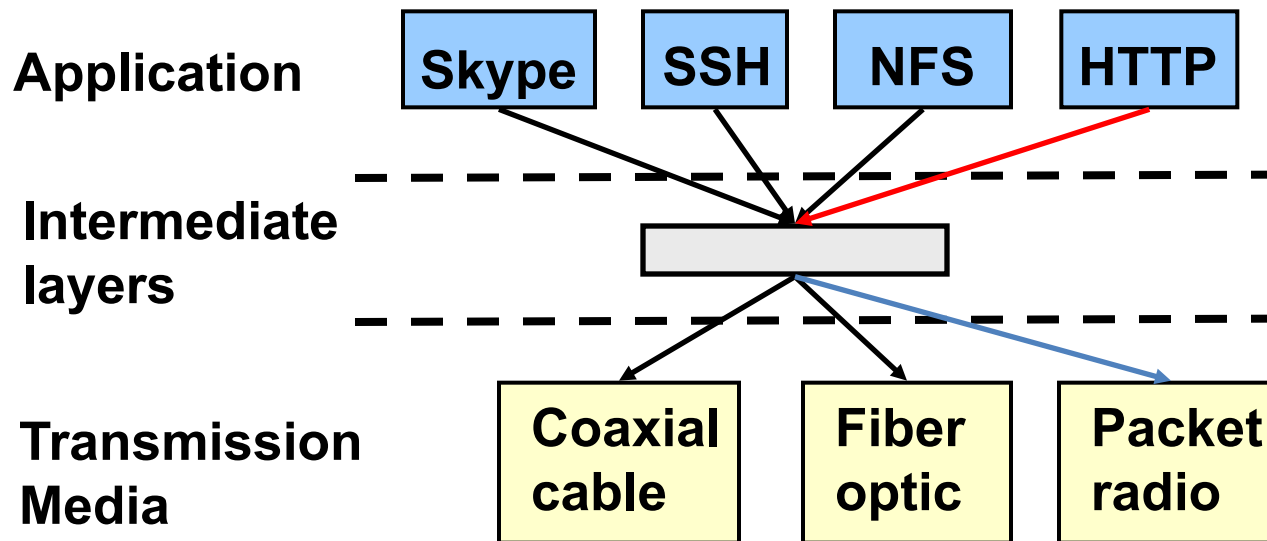 Application
Skype
SSH
NFS
HTTP
Intermediate
layers
Transmission
Media
Coaxial
cable
Fiber
optic
Packet
radio